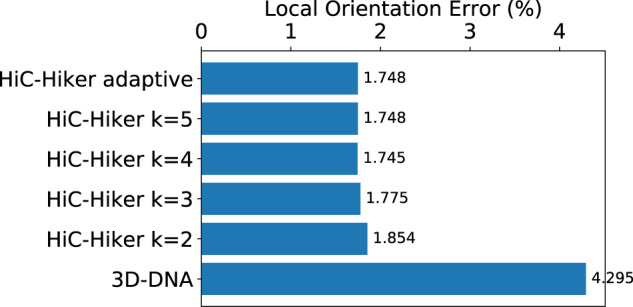 Local Orientation Error (%)
0 1 2 3 4
HiC-Hiker adaptive 1.748
HiC-Hiker k=5 1.748
HiC-Hiker k=4 1.745
HiC-Hiker k=3 1.775
HiC-Hiker k=2 1.854
3D-DNA 4.295